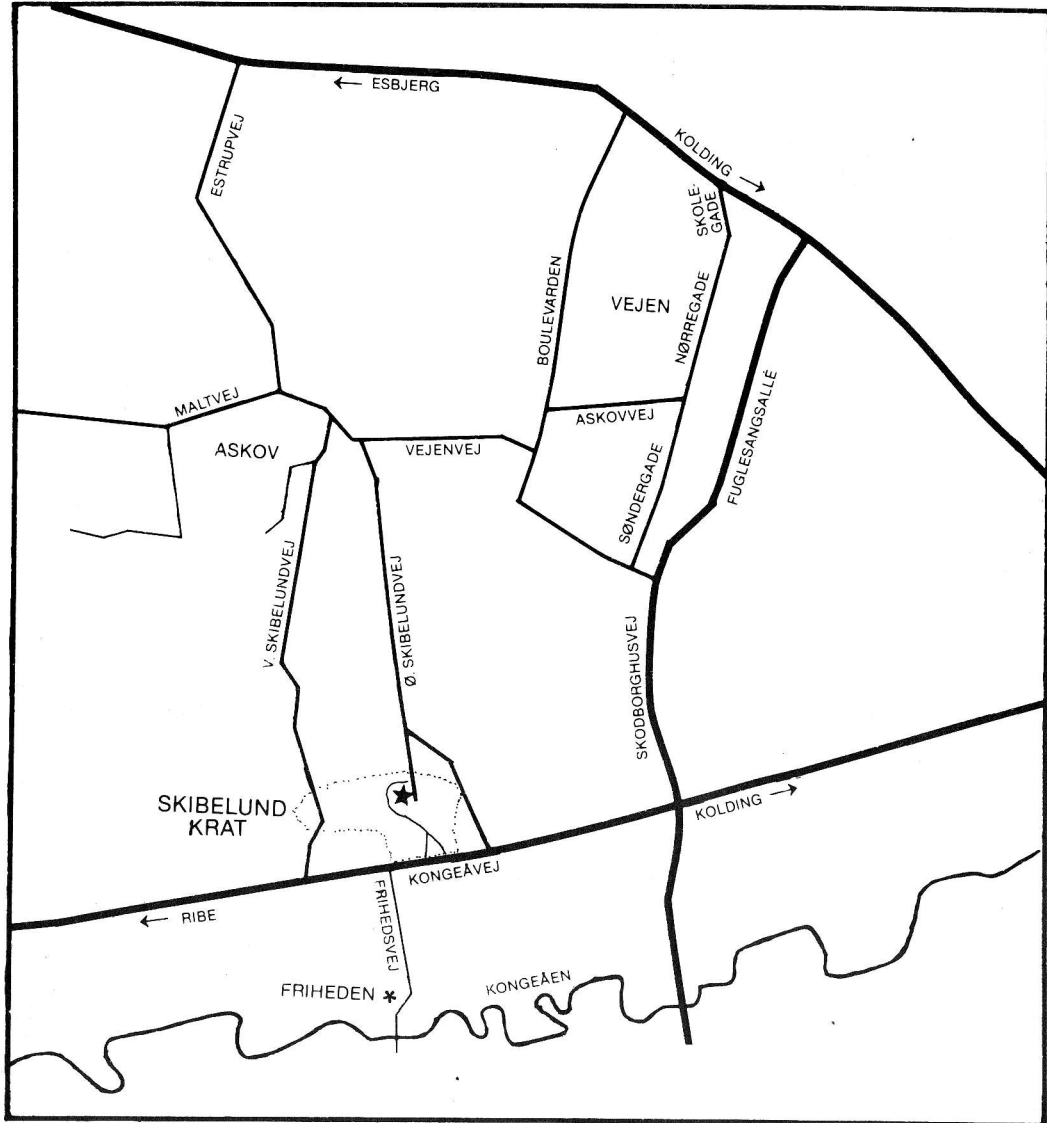 ← ESBJERG
KOLDING →
ESTRUPVEJ
SKOLE-
GADE
BOULEVARDEN
VEJEN
NØRREGADE
MALTVEJ
ASKOVVEJ
ASKOV
VEJENVEJ
FUGLESANGSALLÉ
SØNDERGADE
V. SKIBELUNDVEJ
Ø. SKIBELUNDVEJ
SKODBORGHUSVEJ
SKIBELUND
KRAT
KOLDING →
KONGEÅVEJ
← RIBE
FRIHEDSVEJ
FRIHEDEN
KONGEÅEN